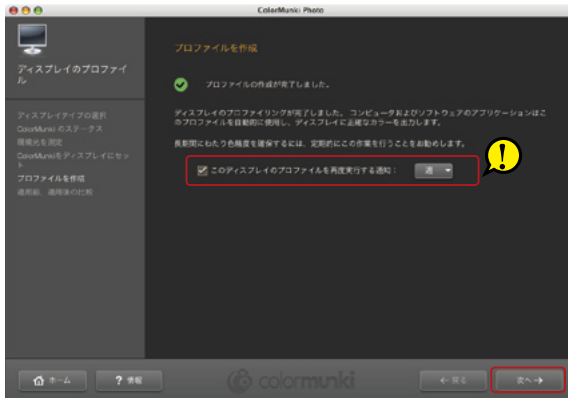 ColorMunki Photo
ディスプレイのプロファイ
ル
ディスプレイタイプの選択
ColorMunki のステータス
環境光を測定
ColorMunkiをディスプレイにセッ
ト
プロファイルを作成
適用前、適用後の比較
プロファイルを作成
プロファイルの作成が完了しました。
ディスプレイのプロファイリングが完了しました。 コンピュータおよびソフトウェアのアプリケーションはこ
のプロファイルを自動的に使用し、ディスプレイに正確なカラーを出力します。
長期間にわたり色精度を確保するには、定期的にこの作業を行うことをお勧めします。
このディスプレイのプロファイルを再度実行する通知：
週
!
ホーム
? 情報
colormunki
← 戻る
次へ →